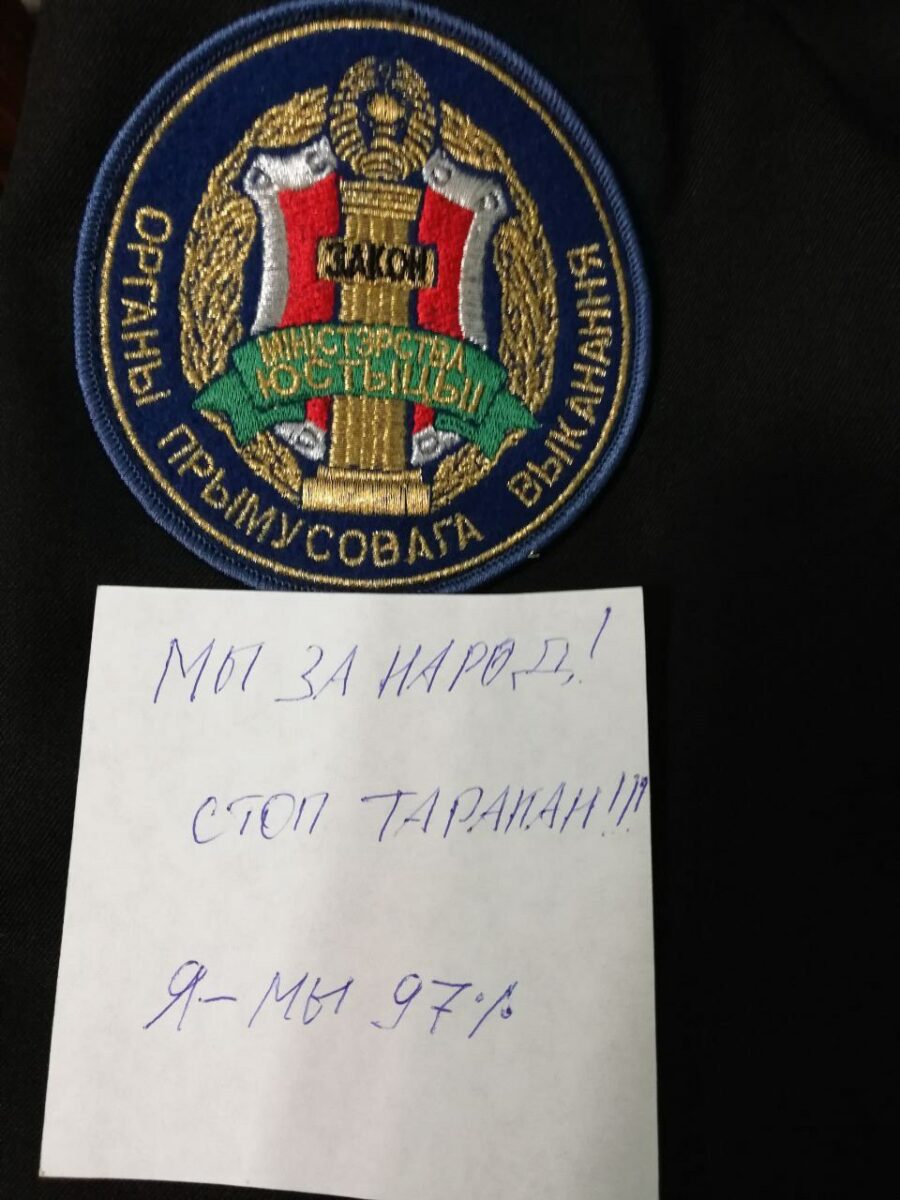 ЗАКОН
МІНІСТЭРСТВА
ЮСТЫЦЫІ
ОРГАНЫ ПРЫМУСОВАГА ВЫКАНАННЯ
МЫ ЗА НАРОД!
СТОП ТАРАКАН!!!
Я-МЫ 97%